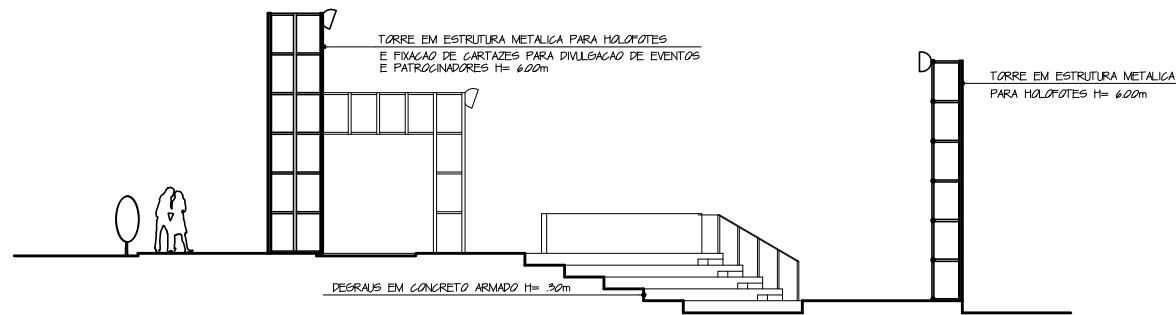 TORRE EM ESTRUTURA METALICA PARA HOLOFOTES
E FIXACAO DE CARTAZES PARA DIVULGACAO DE EVENTOS
E PATROCINADORES H= 6.00m
TORRE EM ESTRUTURA METALICA
PARA HOLOFOTES H= 6.00m
DEGRAUS EM CONCRETO ARMADO H= .30m